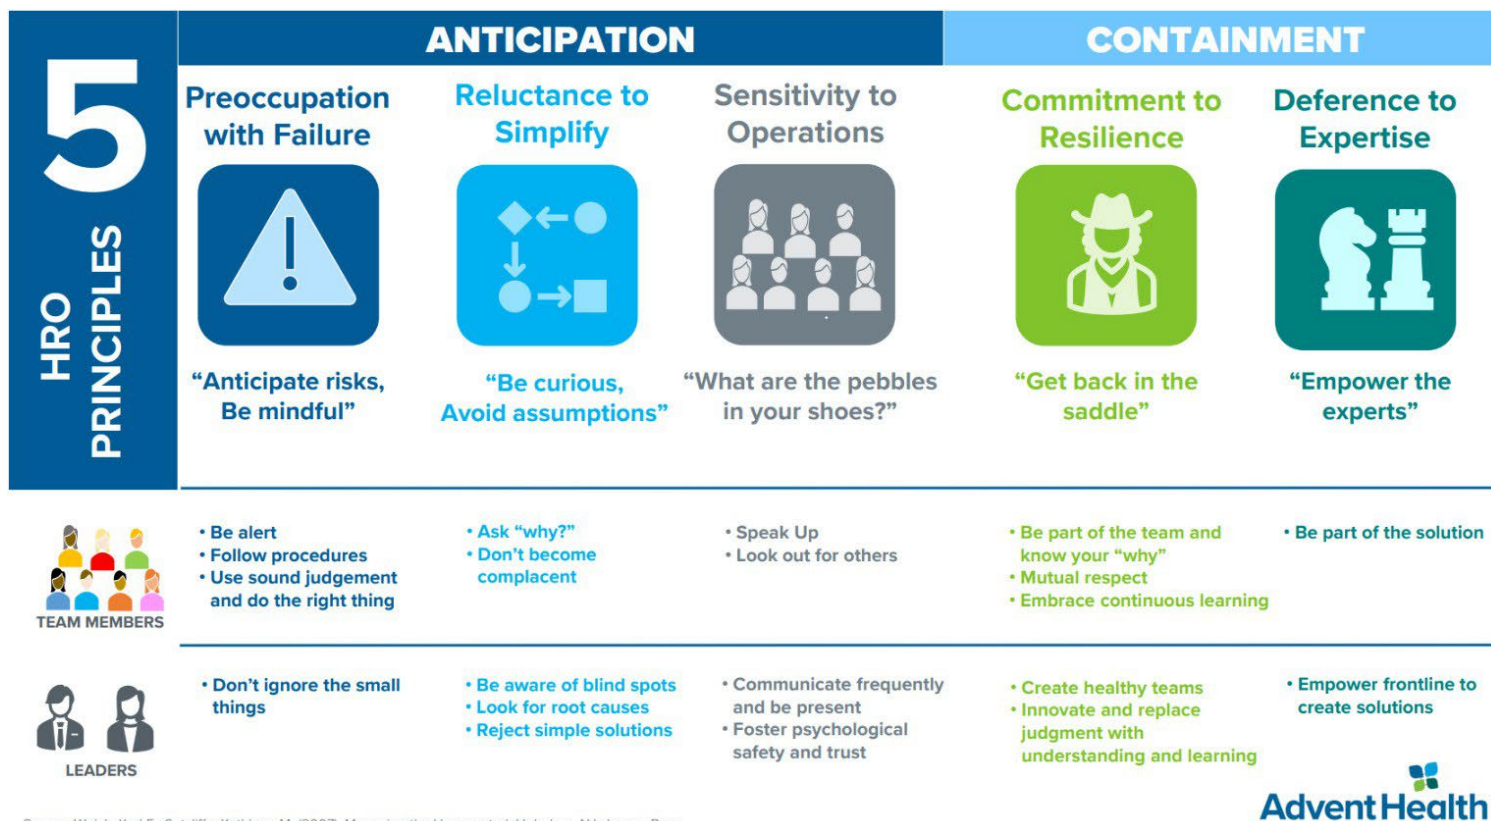 5
HRO
PRINCIPLES
ANTICIPATION
CONTAINMENT
Preoccupation
with Failure
Reluctance to
Simplify
Sensitivity to
Operations
Commitment to
Resilience
Deference to
Expertise
“Anticipate risks,
Be mindful”
“Be curious,
Avoid assumptions”
“What are the pebbles
in your shoes?”
“Get back in the
saddle”
“Empower the
experts”
TEAM MEMBERS
• Be alert
• Follow procedures
• Use sound judgement
and do the right thing
• Ask “why?”
• Don’t become
complacent
• Speak Up
• Look out for others
• Be part of the team and
know your “why”
• Mutual respect
• Embrace continuous learning
• Be part of the solution
LEADERS
• Don’t ignore the small
things
• Be aware of blind spots
• Look for root causes
• Reject simple solutions
• Communicate frequently
and be present
• Foster psychological
safety and trust
• Create healthy teams
• Innovate and replace
judgment with
understanding and learning
• Empower frontline to
create solutions
Advent Health